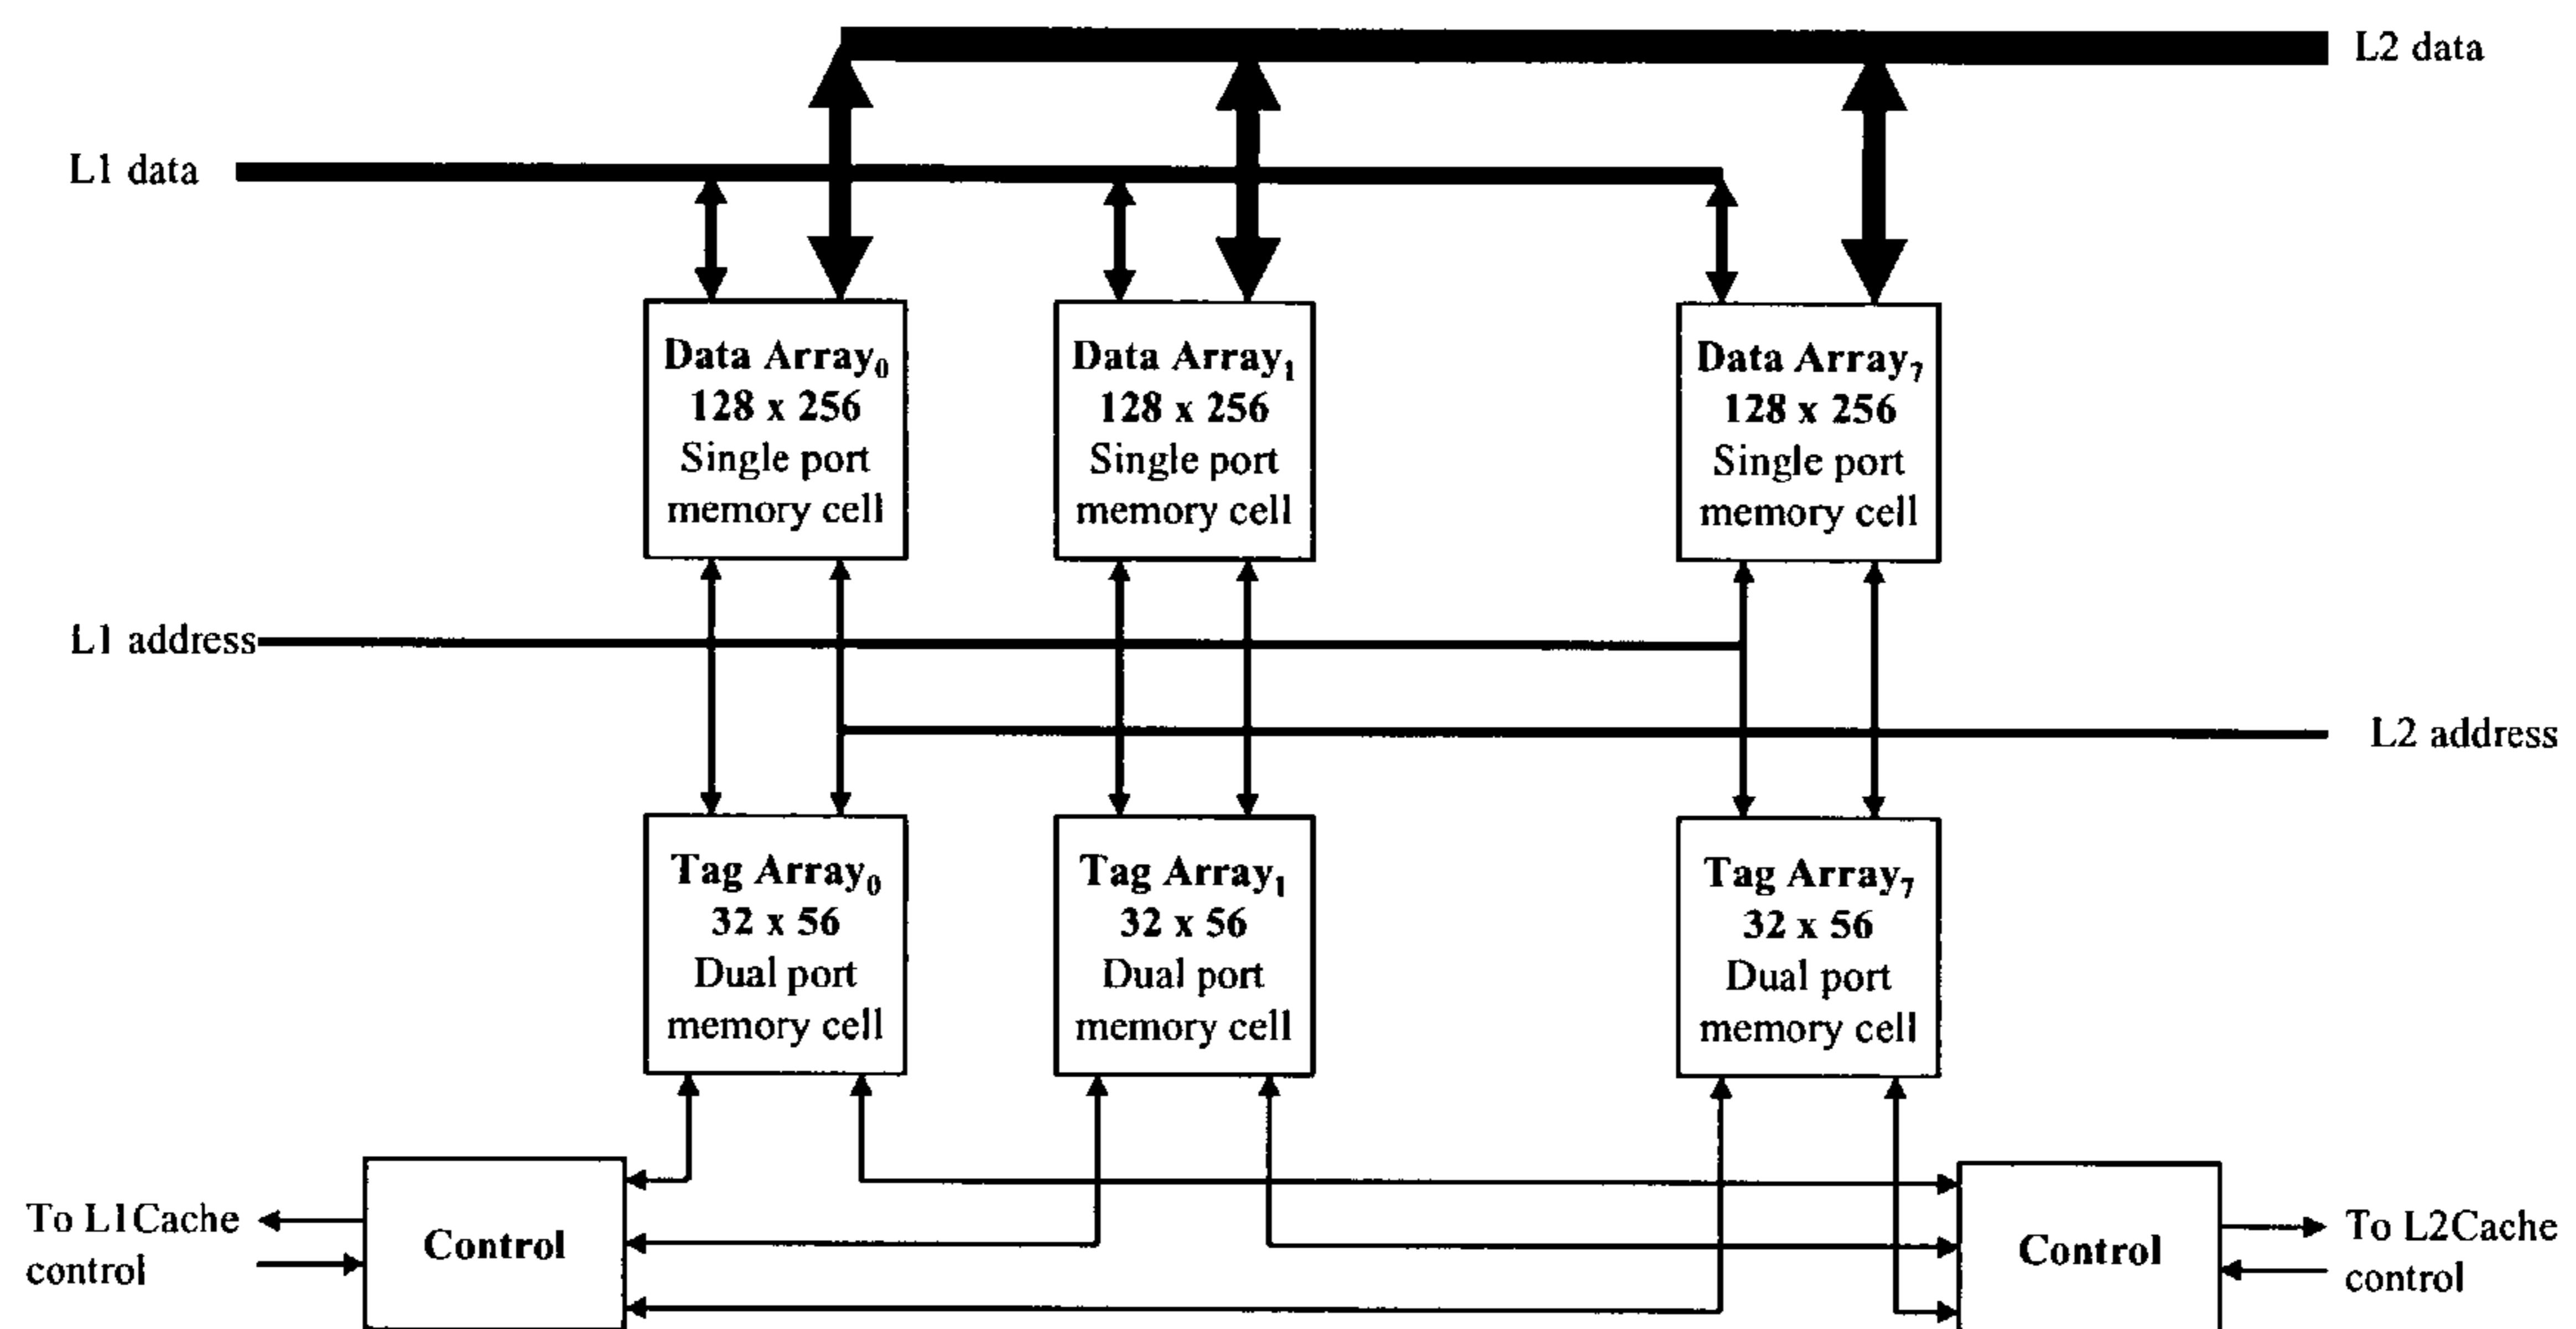 L2 data
L1 data
Data Array₀
128 x 256
Single port
memory cell
Data Array₁
128 x 256
Single port
memory cell
Data Array₇
128 x 256
Single port
memory cell
L1 address
L2 address
Tag Array₀
32 x 56
Dual port
memory cell
Tag Array₁
32 x 56
Dual port
memory cell
Tag Array₇
32 x 56
Dual port
memory cell
To L1Cache
control
Control
Control
To L2Cache
control